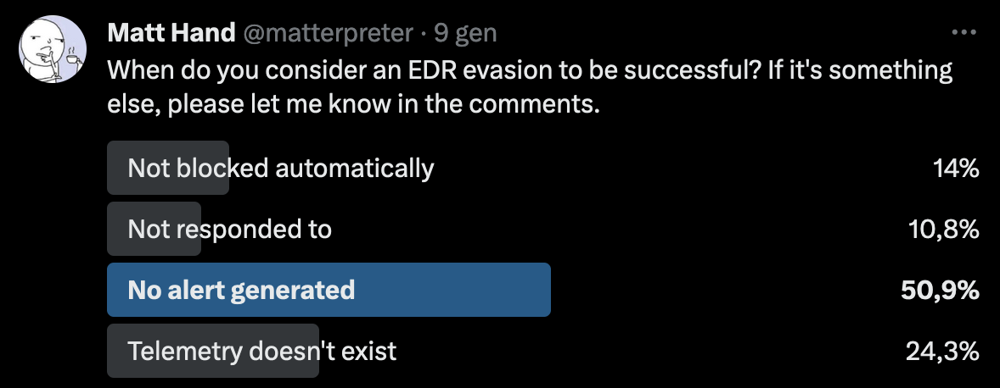 Matt Hand @matterpreter · 9 gen
When do you consider an EDR evasion to be successful? If it's something
else, please let me know in the comments.
Not blocked automatically 14%
Not responded to 10,8%
No alert generated 50,9%
Telemetry doesn't exist 24,3%